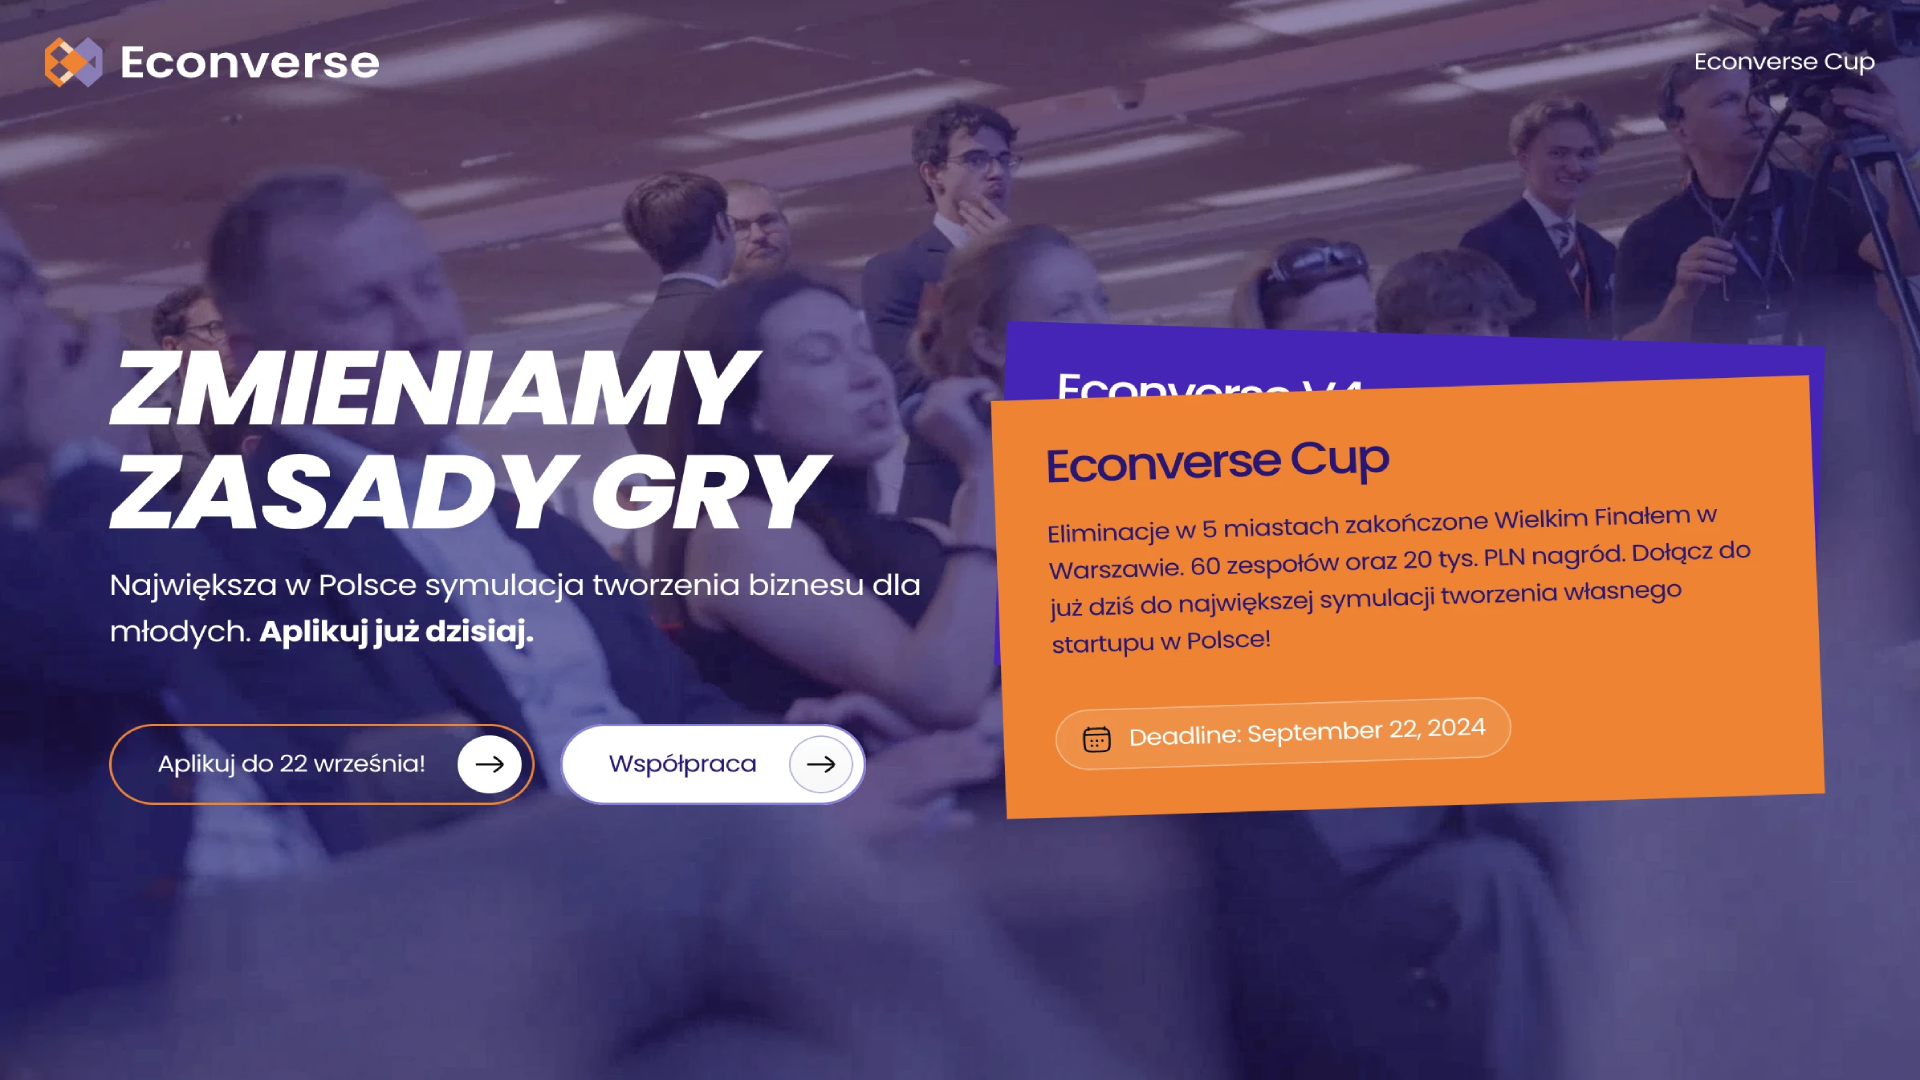 Econverse
Econverse Cup
ZMIENIAMY
ZASADY GRY
Największa w Polsce symulacja tworzenia biznesu dla
młodych. Aplikuj już dzisiaj.
Aplikuj do 22 września!
Współpraca
Econverse V4
Econverse Cup
Eliminacje w 5 miastach zakończone Wielkim Finałem w
Warszawie. 60 zespołów oraz 20 tys. PLN nagród. Dołącz do
już dziś do największej symulacji tworzenia własnego
startupu w Polsce!
Deadline: September 22, 2024